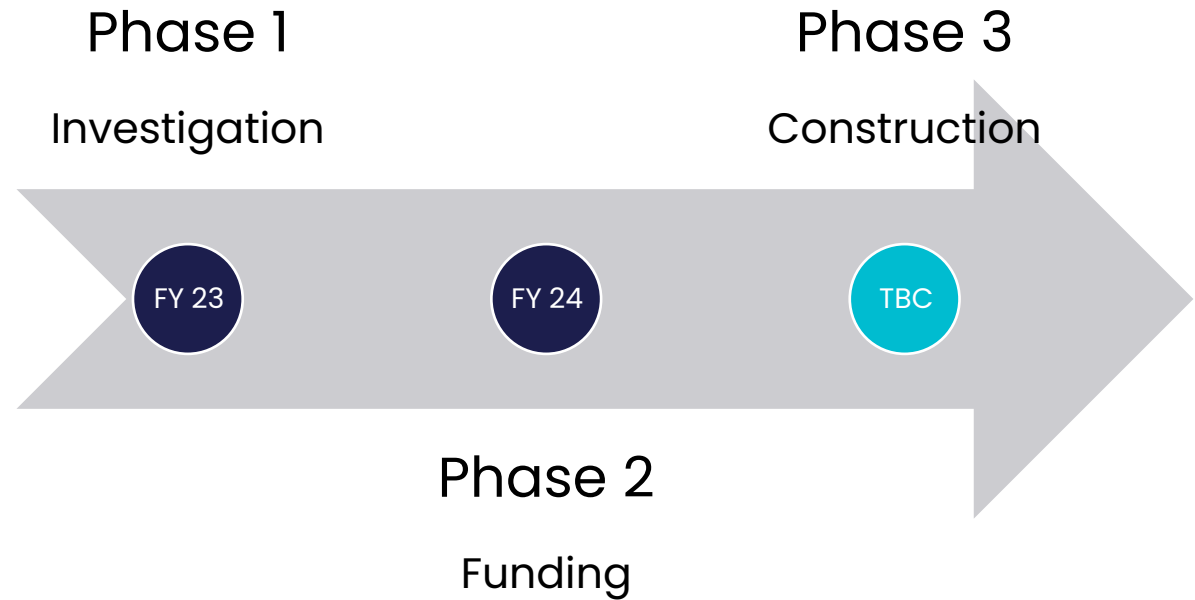 Phase 1
Investigation
FY 23
Phase 2
Funding
FY 24
Phase 3
Construction
TBC